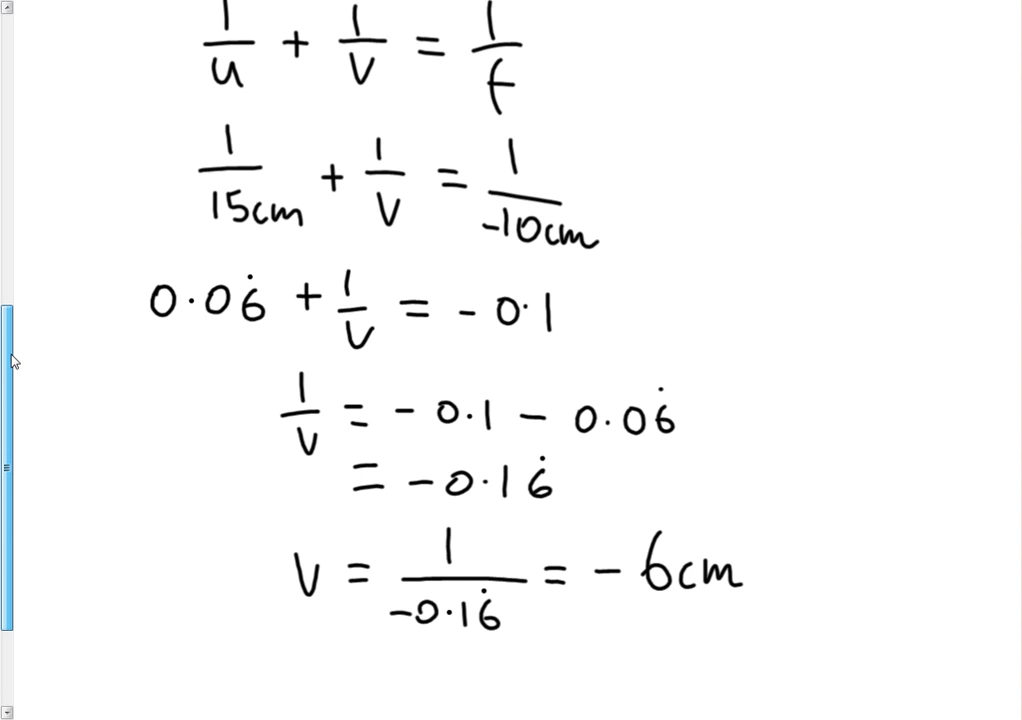 1/u + 1/v = 1/f
1/15cm + 1/v = 1/-10cm
0.06̇ + 1/v = -0.1
1/v = -0.1 - 0.06̇
= -0.16̇
v = 1/-0.16̇ = -6cm